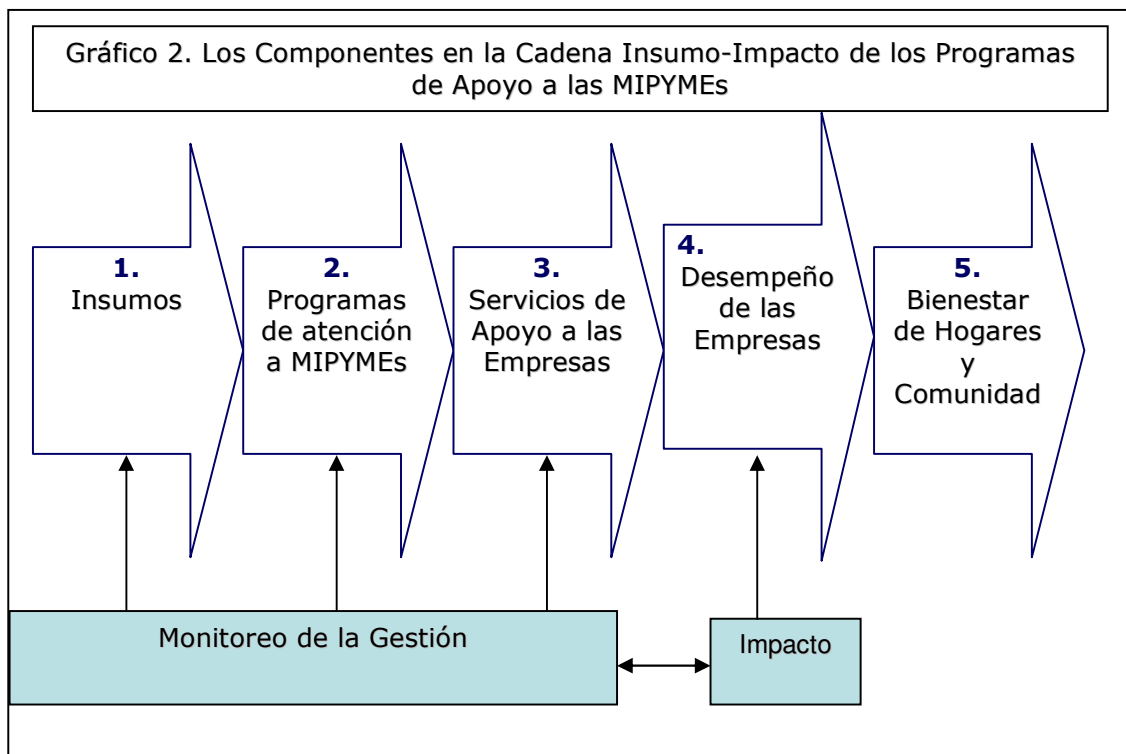 Gráfico 2. Los Componentes en la Cadena Insumo-Impacto de los Programas
de Apoyo a las MIPYMEs
1.
Insumos
2.
Programas
de atención
a MIPYMEs
3.
Servicios de
Apoyo a las
Empresas
4.
Desempeño
de las
Empresas
5.
Bienestar
de Hogares
y
Comunidad
Monitoreo de la Gestión
Impacto